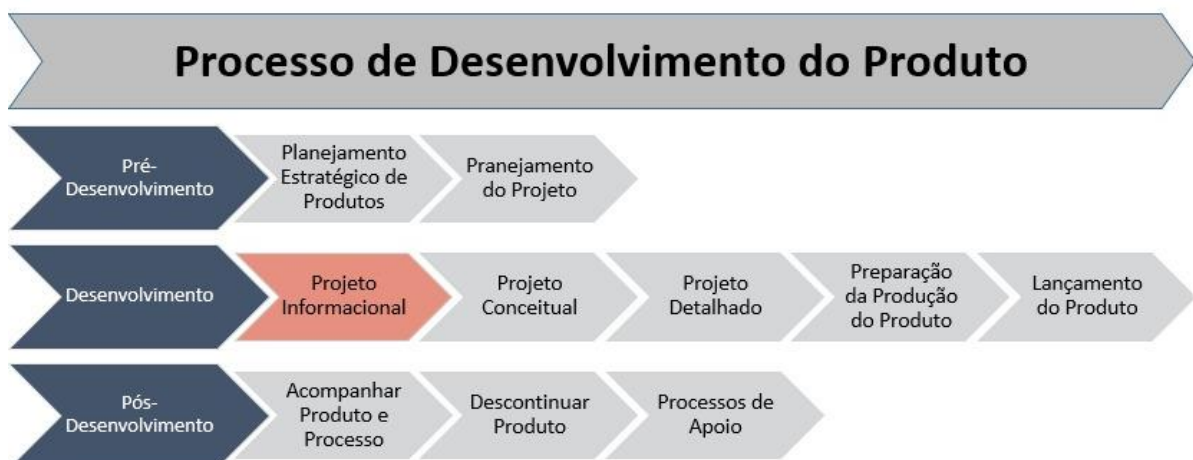 Processo de Desenvolvimento do Produto
Pré-
Desenvolvimento
Planejamento
Estratégico de
Produtos
Pranejamento
do Projeto
Desenvolvimento
Projeto
Informacional
Projeto
Conceitual
Projeto
Detalhado
Preparação
da Produção
do Produto
Lançamento
do Produto
Pós-
Desenvolvimento
Acompanhar
Produto e
Processo
Descontinuar
Produto
Processos de
Apoio